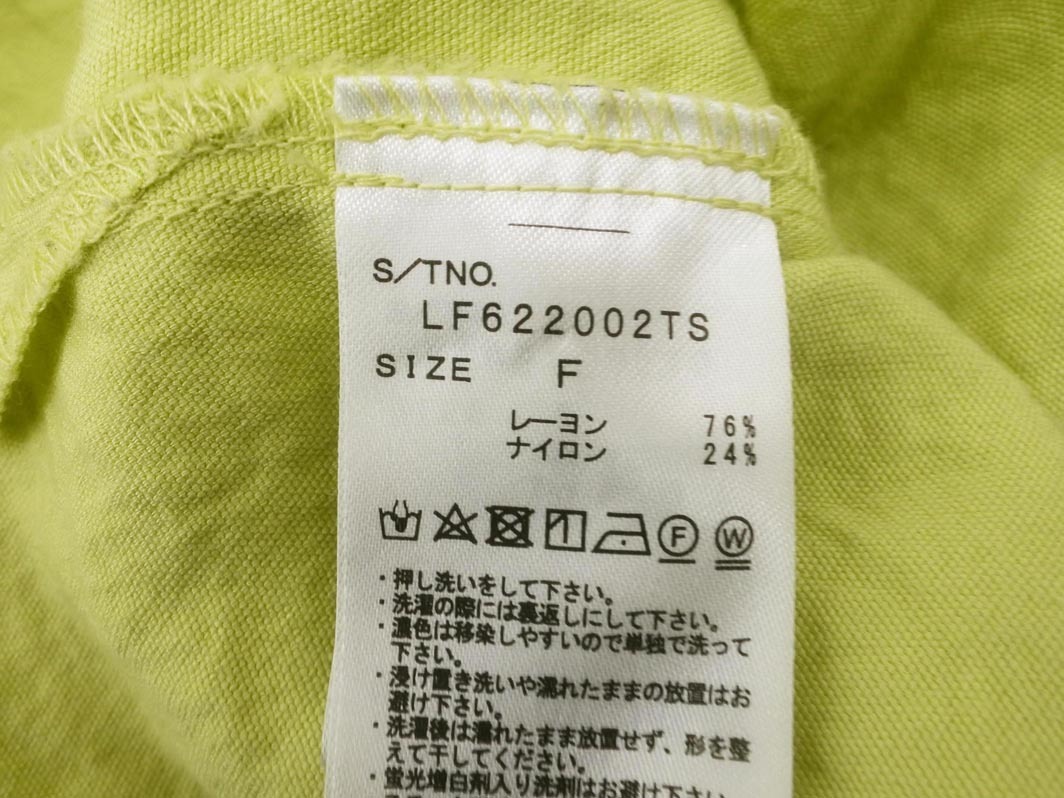 S/TNO.
LF622002TS
SIZE F
レーヨン 76%
ナイロン 24%
F W
・押し洗いをして下さい。
・洗濯の際には裏返しにして下さい。
・濃色は移染しやすいので単独で洗って
下さい。
・浸け置き洗いや濡れたままの放置はお
避け下さい。
・洗濯後は濡れたまま放置せず、形を整
えて干してください。
・蛍光増白剤入り洗剤はお避け下さい。